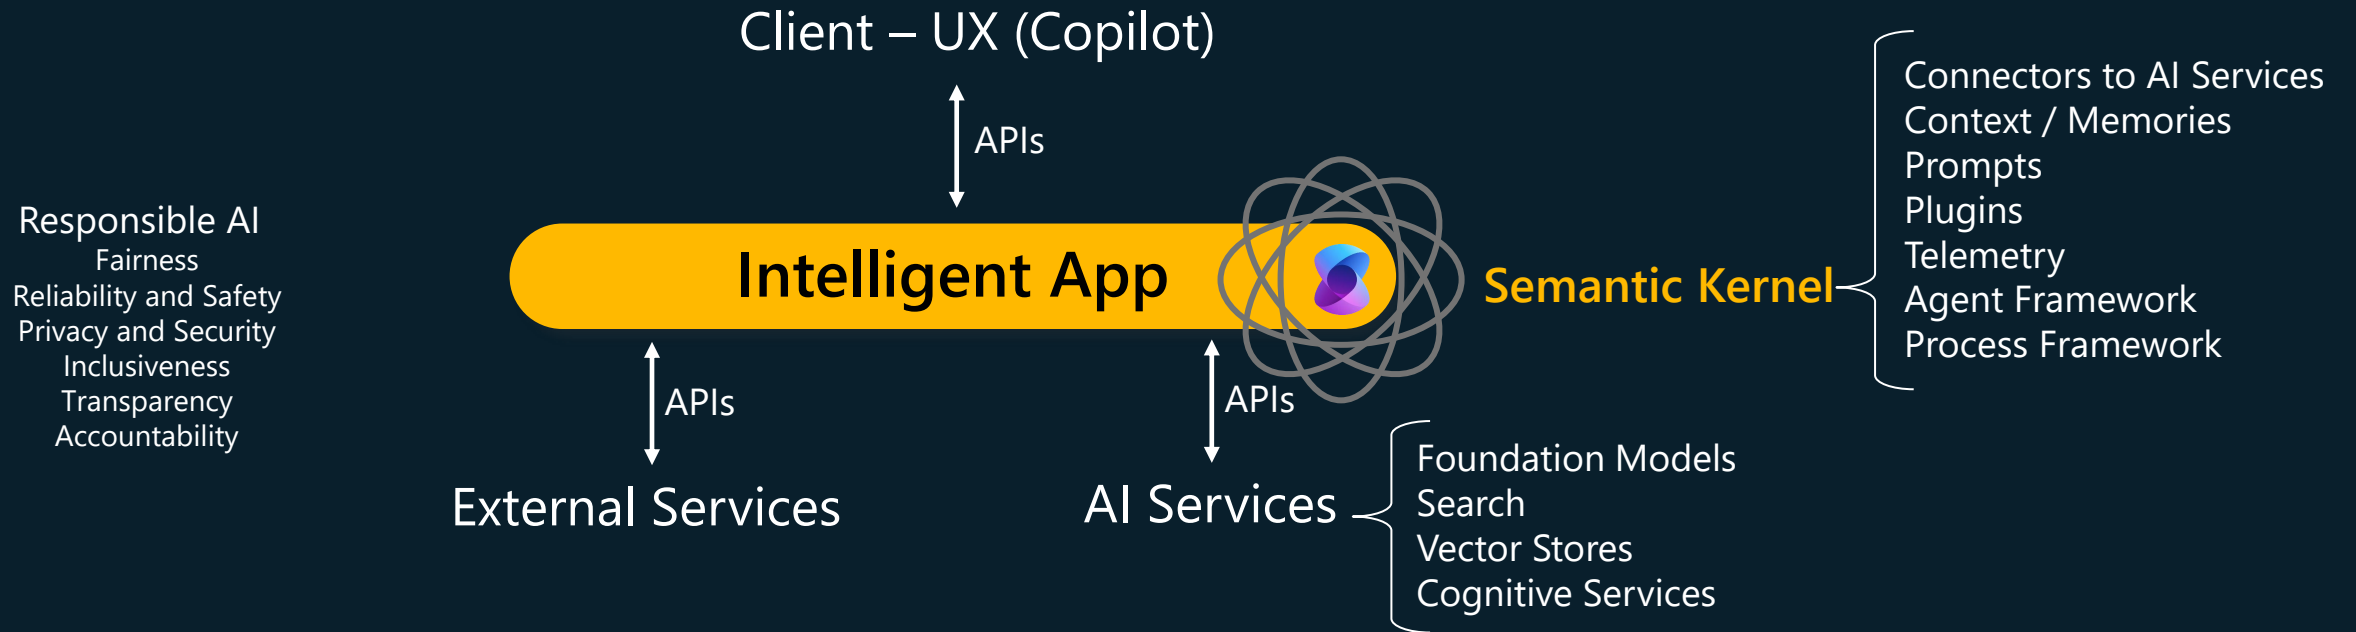 Client – UX (Copilot)
APIs
Responsible AI
Fairness
Reliability and Safety
Privacy and Security
Inclusiveness
Transparency
Accountability
Intelligent App
Semantic Kernel
Connectors to AI Services
Context / Memories
Prompts
Plugins
Telemetry
Agent Framework
Process Framework
APIs
APIs
External Services
AI Services
Foundation Models
Search
Vector Stores
Cognitive Services